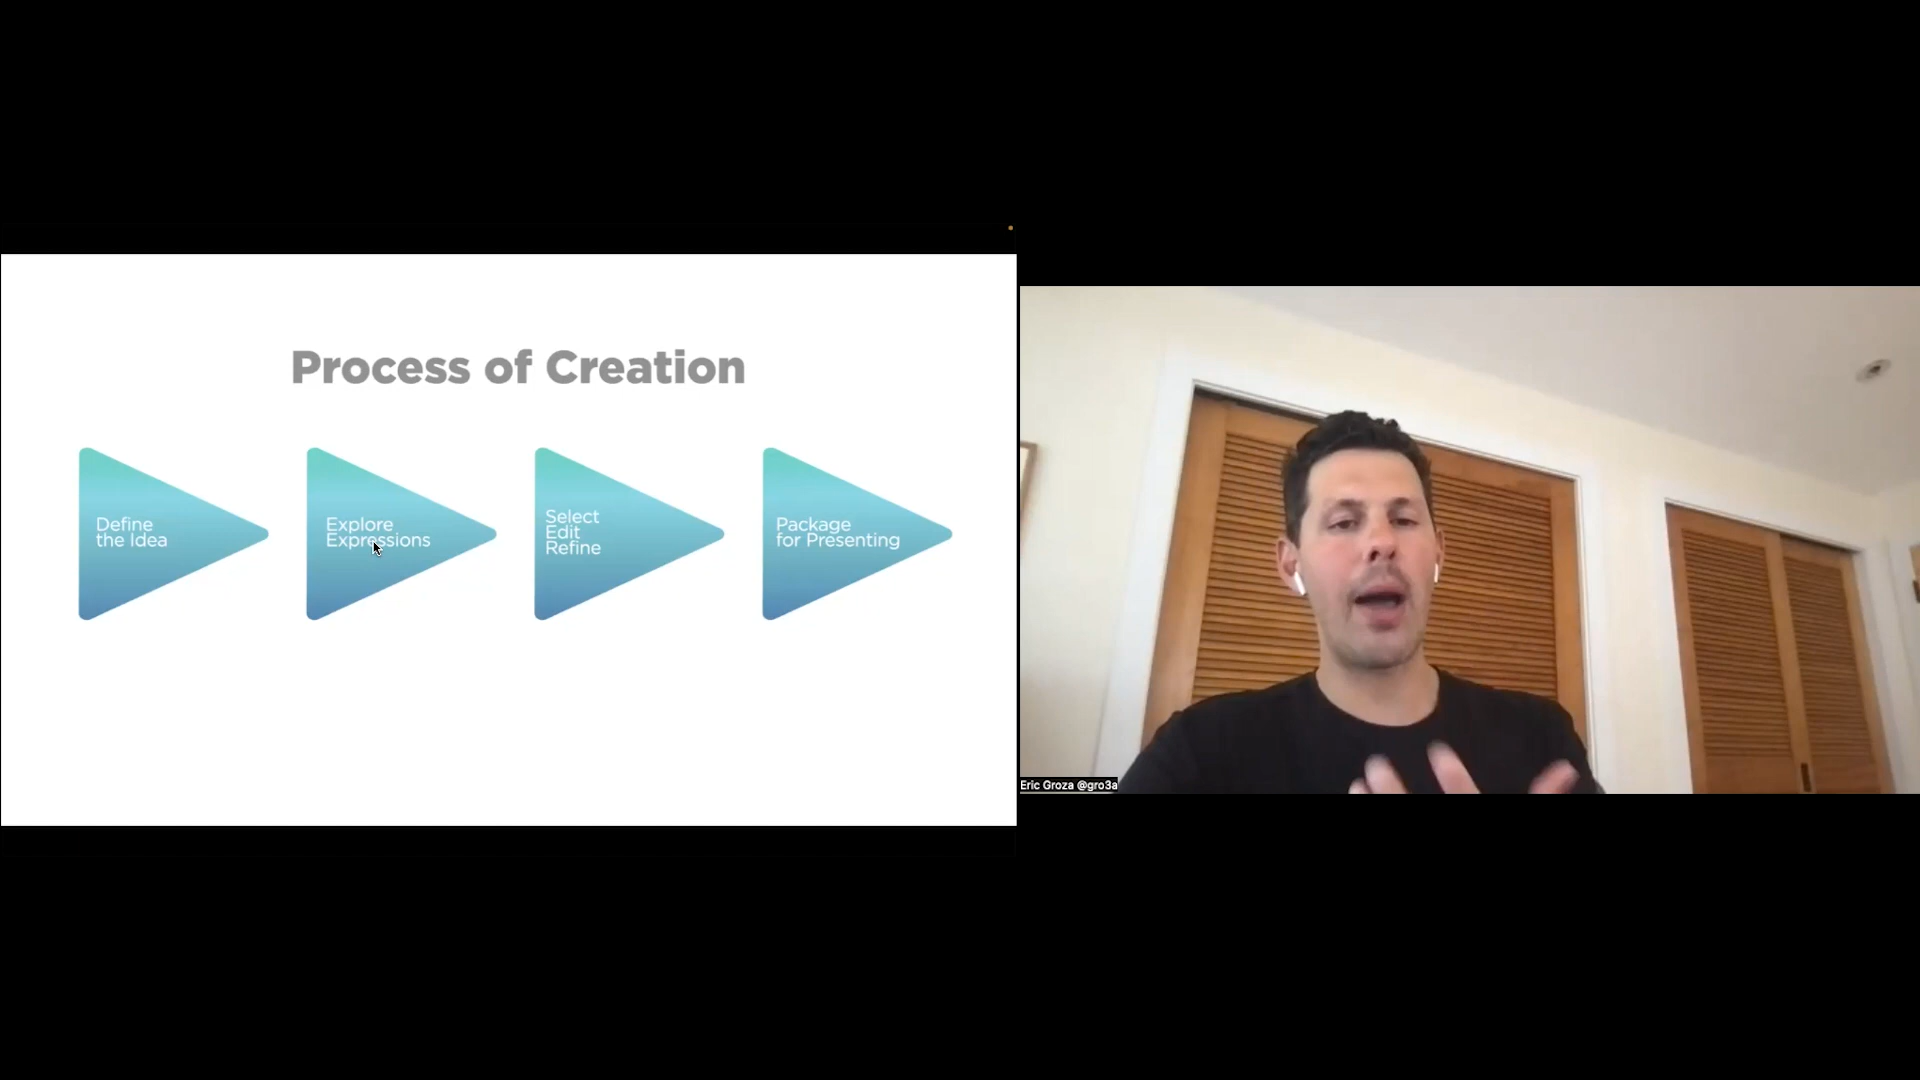 Process of Creation
Define
the Idea
Explore
Expressions
Select
Edit
Refine
Package
for Presenting
Eric Groza @gro3a